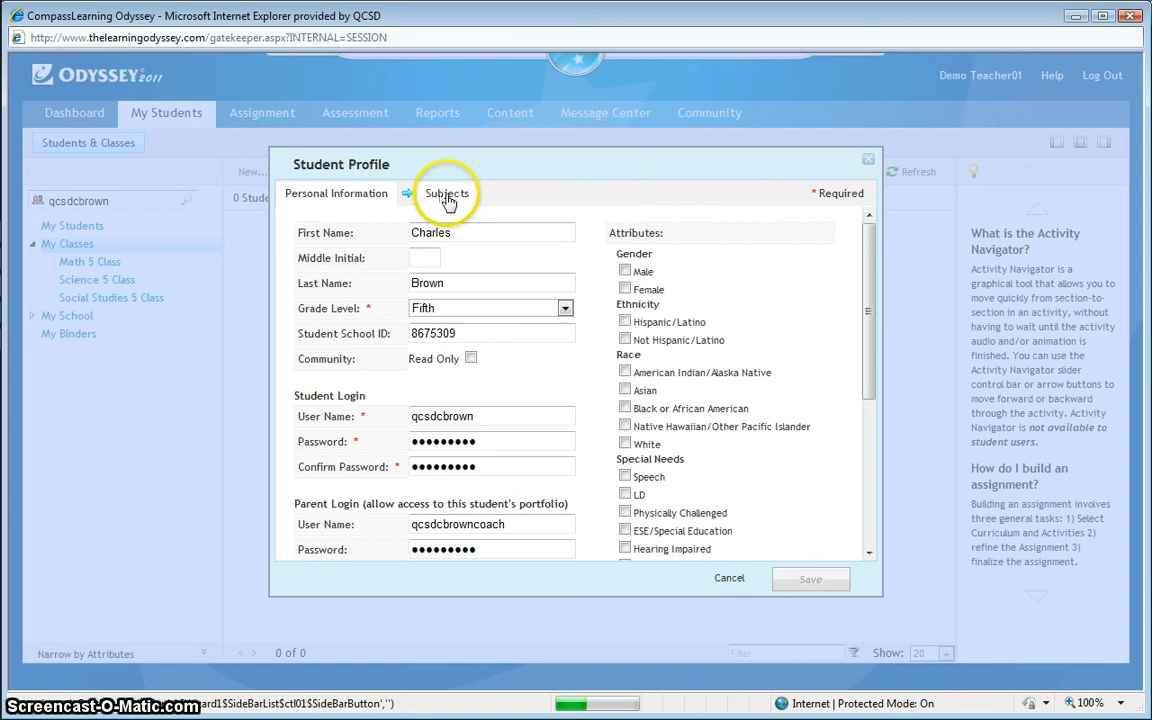 CompassLearning Odyssey - Microsoft Internet Explorer provided by QCSD
http://www.thelearningodyssey.com/gatekeeper.aspx?INTERNAL=SESSION
ODYSSEY 2011
Demo Teacher01 Help Log Out
Dashboard My Students Assignment Assessment Reports Content Message Center Community
Students & Classes
New...
Refresh
qcsdcbrown
0 Stude
My Students
My Classes
Math 5 Class
Science 5 Class
Social Studies 5 Class
My School
My Binders
Narrow by Attributes
Student Profile
Personal Information
Subjects
* Required
First Name: Charles
Middle Initial:
Last Name: Brown
Grade Level: * Fifth
Student School ID: 8675309
Community: Read Only
Student Login
User Name: * qcsdcbrown
Password: * ●●●●●●●●●
Confirm Password: * ●●●●●●●●●
Parent Login (allow access to this student's portfolio)
User Name: qcsdcbrowncoach
Password: ●●●●●●●●●
Attributes:
Gender
Male
Female
Ethnicity
Hispanic/Latino
Not Hispanic/Latino
Race
American Indian/Alaska Native
Asian
Black or African American
Native Hawaiian/Other Pacific Islander
White
Special Needs
Speech
LD
Physically Challenged
ESE/Special Education
Hearing Impaired
Cancel
Save
What is the Activity
Navigator?
Activity Navigator is a
graphical tool that allows you to
move quickly from section-to-
section in an activity, without
having to wait until the activity
audio and/or animation is
finished. You can use the
Activity Navigator slider
control bar or arrow buttons to
move forward or backward
through the activity. Activity
Navigator is not available to
student users.
How do I build an
assignment?
Building an assignment involves
three general tasks: 1) Select
Curriculum and Activities 2)
refine the Assignment 3)
finalize the assignment.
0 of 0
Filter
Show: 20
Screencast-O-Matic.com
ard1$SideBarList$ctl01$SideBarButton','')
Internet | Protected Mode: On
100%